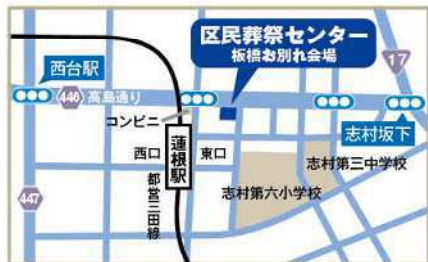 区民葬祭センター
板橋お別れ会場
17
西台駅
446
高島通り
コンビニ
志村坂下
西口
蓮根駅
東口
志村第三中学校
都営三田線
志村第六小学校
447